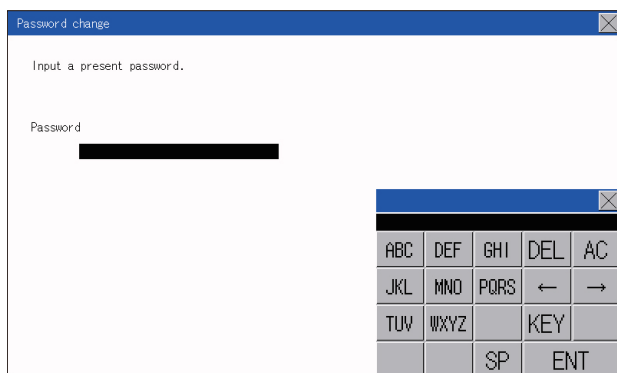 Password change
Input a present password.
Password
ABC DEF GHI DEL AC
JKL MNO PQRS ← →
TUV WXYZ KEY
SP ENT